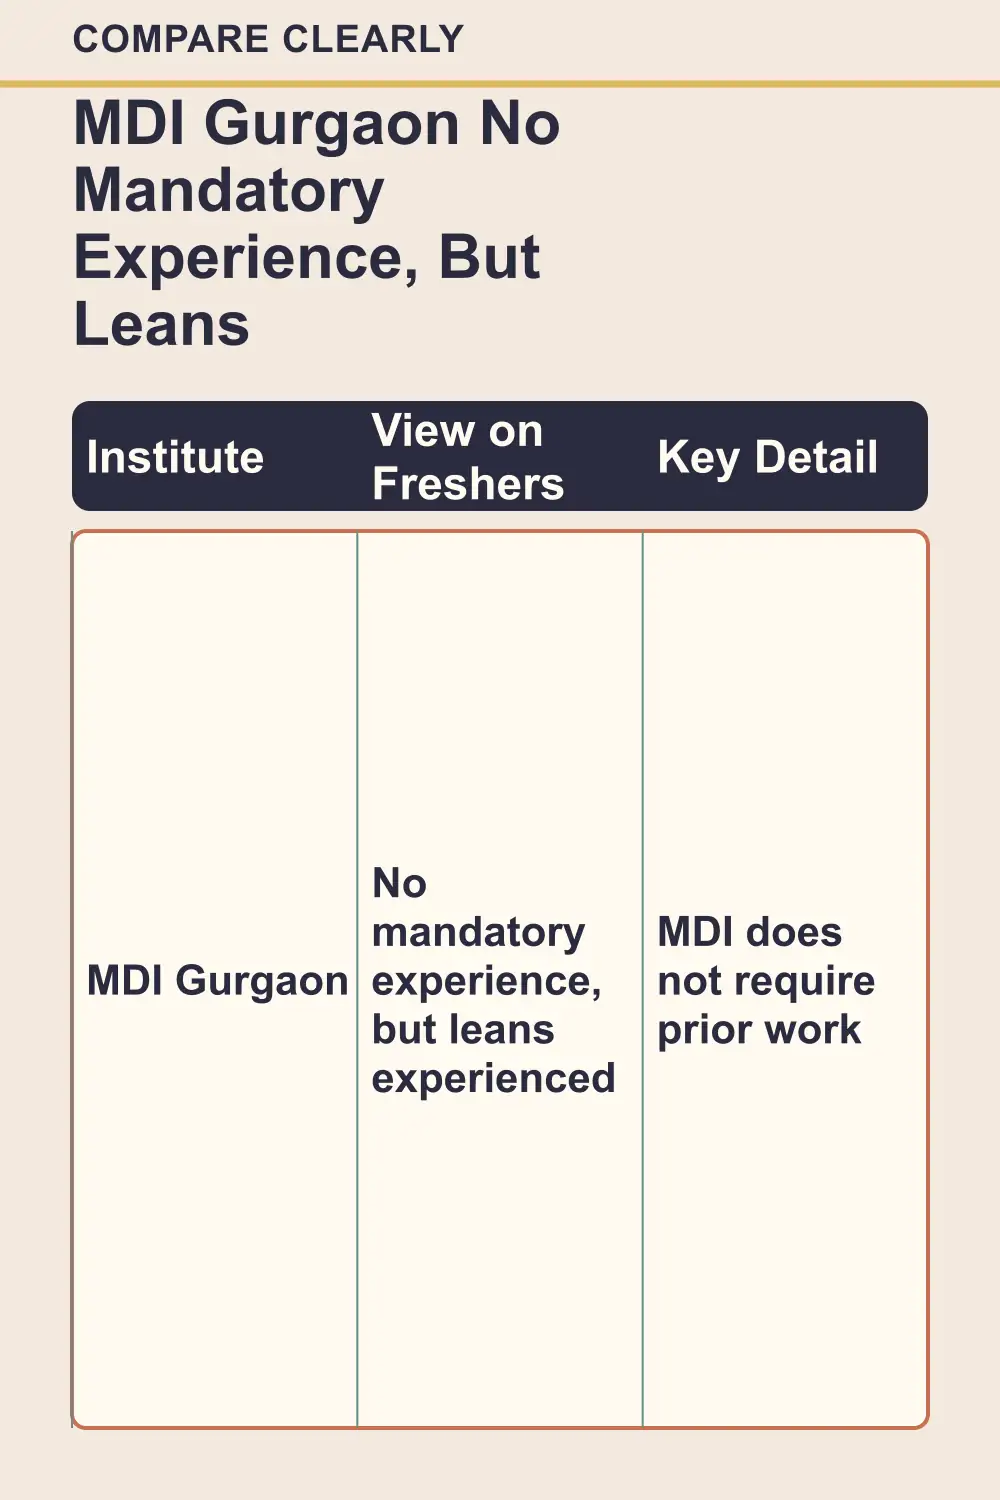 COMPARE CLEARLY
MDI Gurgaon No
Mandatory
Experience, But
Leans
Institute
View on
Freshers
Key Detail
MDI Gurgaon
No
mandatory
experience,
but leans
experienced
MDI does
not require
prior work